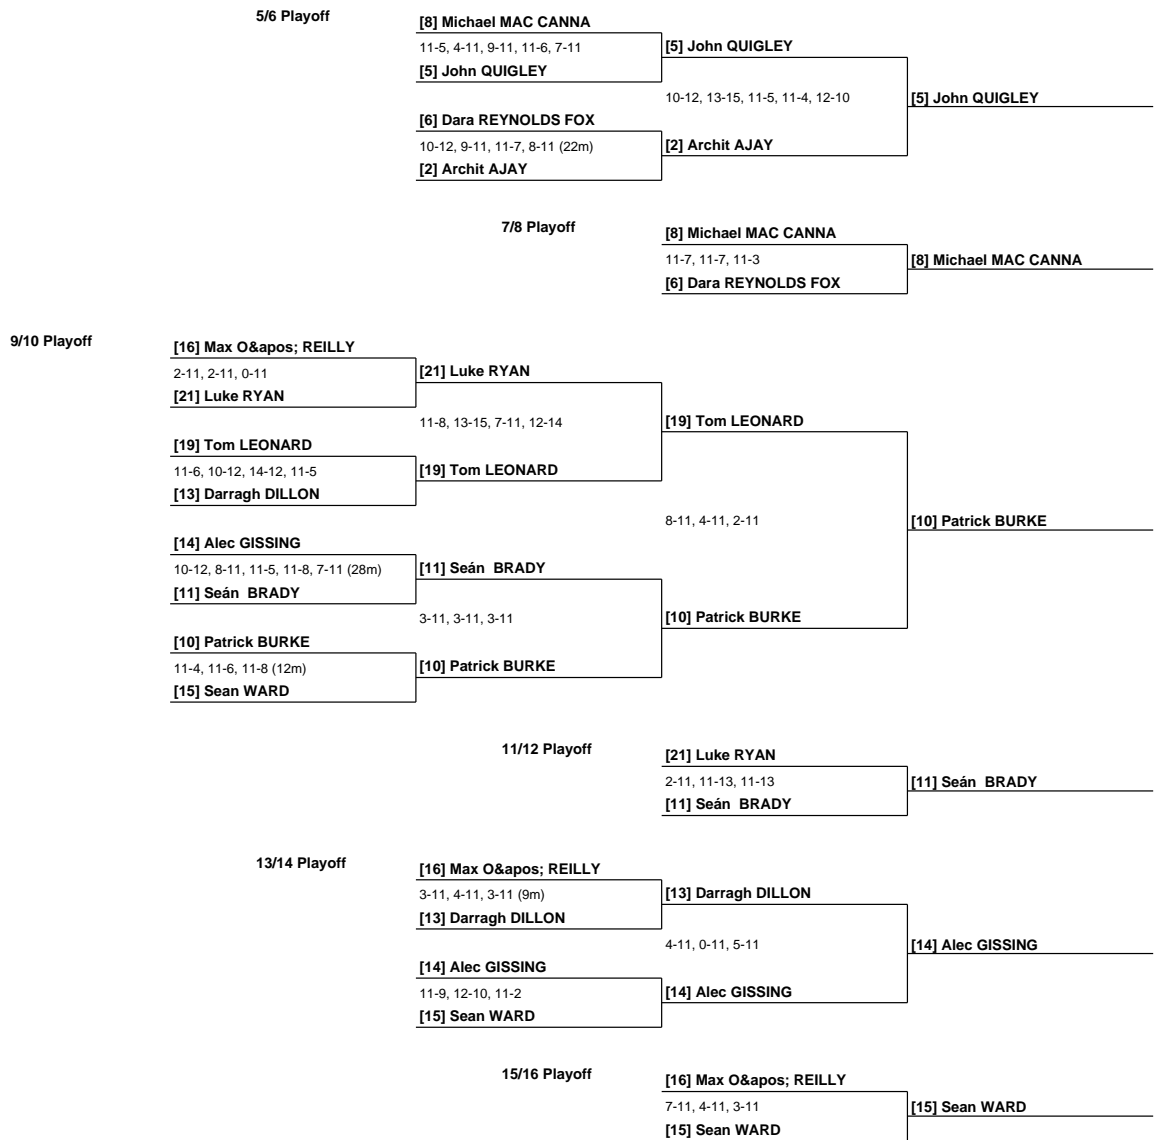 5/6 Playoff
[8] Michael MAC CANNA
11-5, 4-11, 9-11, 11-6, 7-11
[5] John QUIGLEY
[5] John QUIGLEY
10-12, 13-15, 11-5, 11-4, 12-10
[5] John QUIGLEY
[6] Dara REYNOLDS FOX
10-12, 9-11, 11-7, 8-11 (22m)
[2] Archit AJAY
[2] Archit AJAY
7/8 Playoff
[8] Michael MAC CANNA
11-7, 11-7, 11-3
[8] Michael MAC CANNA
[6] Dara REYNOLDS FOX
9/10 Playoff
[16] Max O&apos; REILLY
2-11, 2-11, 0-11
[21] Luke RYAN
[21] Luke RYAN
11-8, 13-15, 7-11, 12-14
[19] Tom LEONARD
[19] Tom LEONARD
11-6, 10-12, 14-12, 11-5
[19] Tom LEONARD
[13] Darragh DILLON
8-11, 4-11, 2-11
[10] Patrick BURKE
[14] Alec GISSING
10-12, 8-11, 11-5, 11-8, 7-11 (28m)
[11] Seán  BRADY
[11] Seán  BRADY
3-11, 3-11, 3-11
[10] Patrick BURKE
[10] Patrick BURKE
11-4, 11-6, 11-8 (12m)
[10] Patrick BURKE
[15] Sean WARD
11/12 Playoff
[21] Luke RYAN
2-11, 11-13, 11-13
[11] Seán  BRADY
[11] Seán  BRADY
13/14 Playoff
[16] Max O&apos; REILLY
3-11, 4-11, 3-11 (9m)
[13] Darragh DILLON
[13] Darragh DILLON
4-11, 0-11, 5-11
[14] Alec GISSING
[14] Alec GISSING
11-9, 12-10, 11-2
[14] Alec GISSING
[15] Sean WARD
15/16 Playoff
[16] Max O&apos; REILLY
7-11, 4-11, 3-11
[15] Sean WARD
[15] Sean WARD